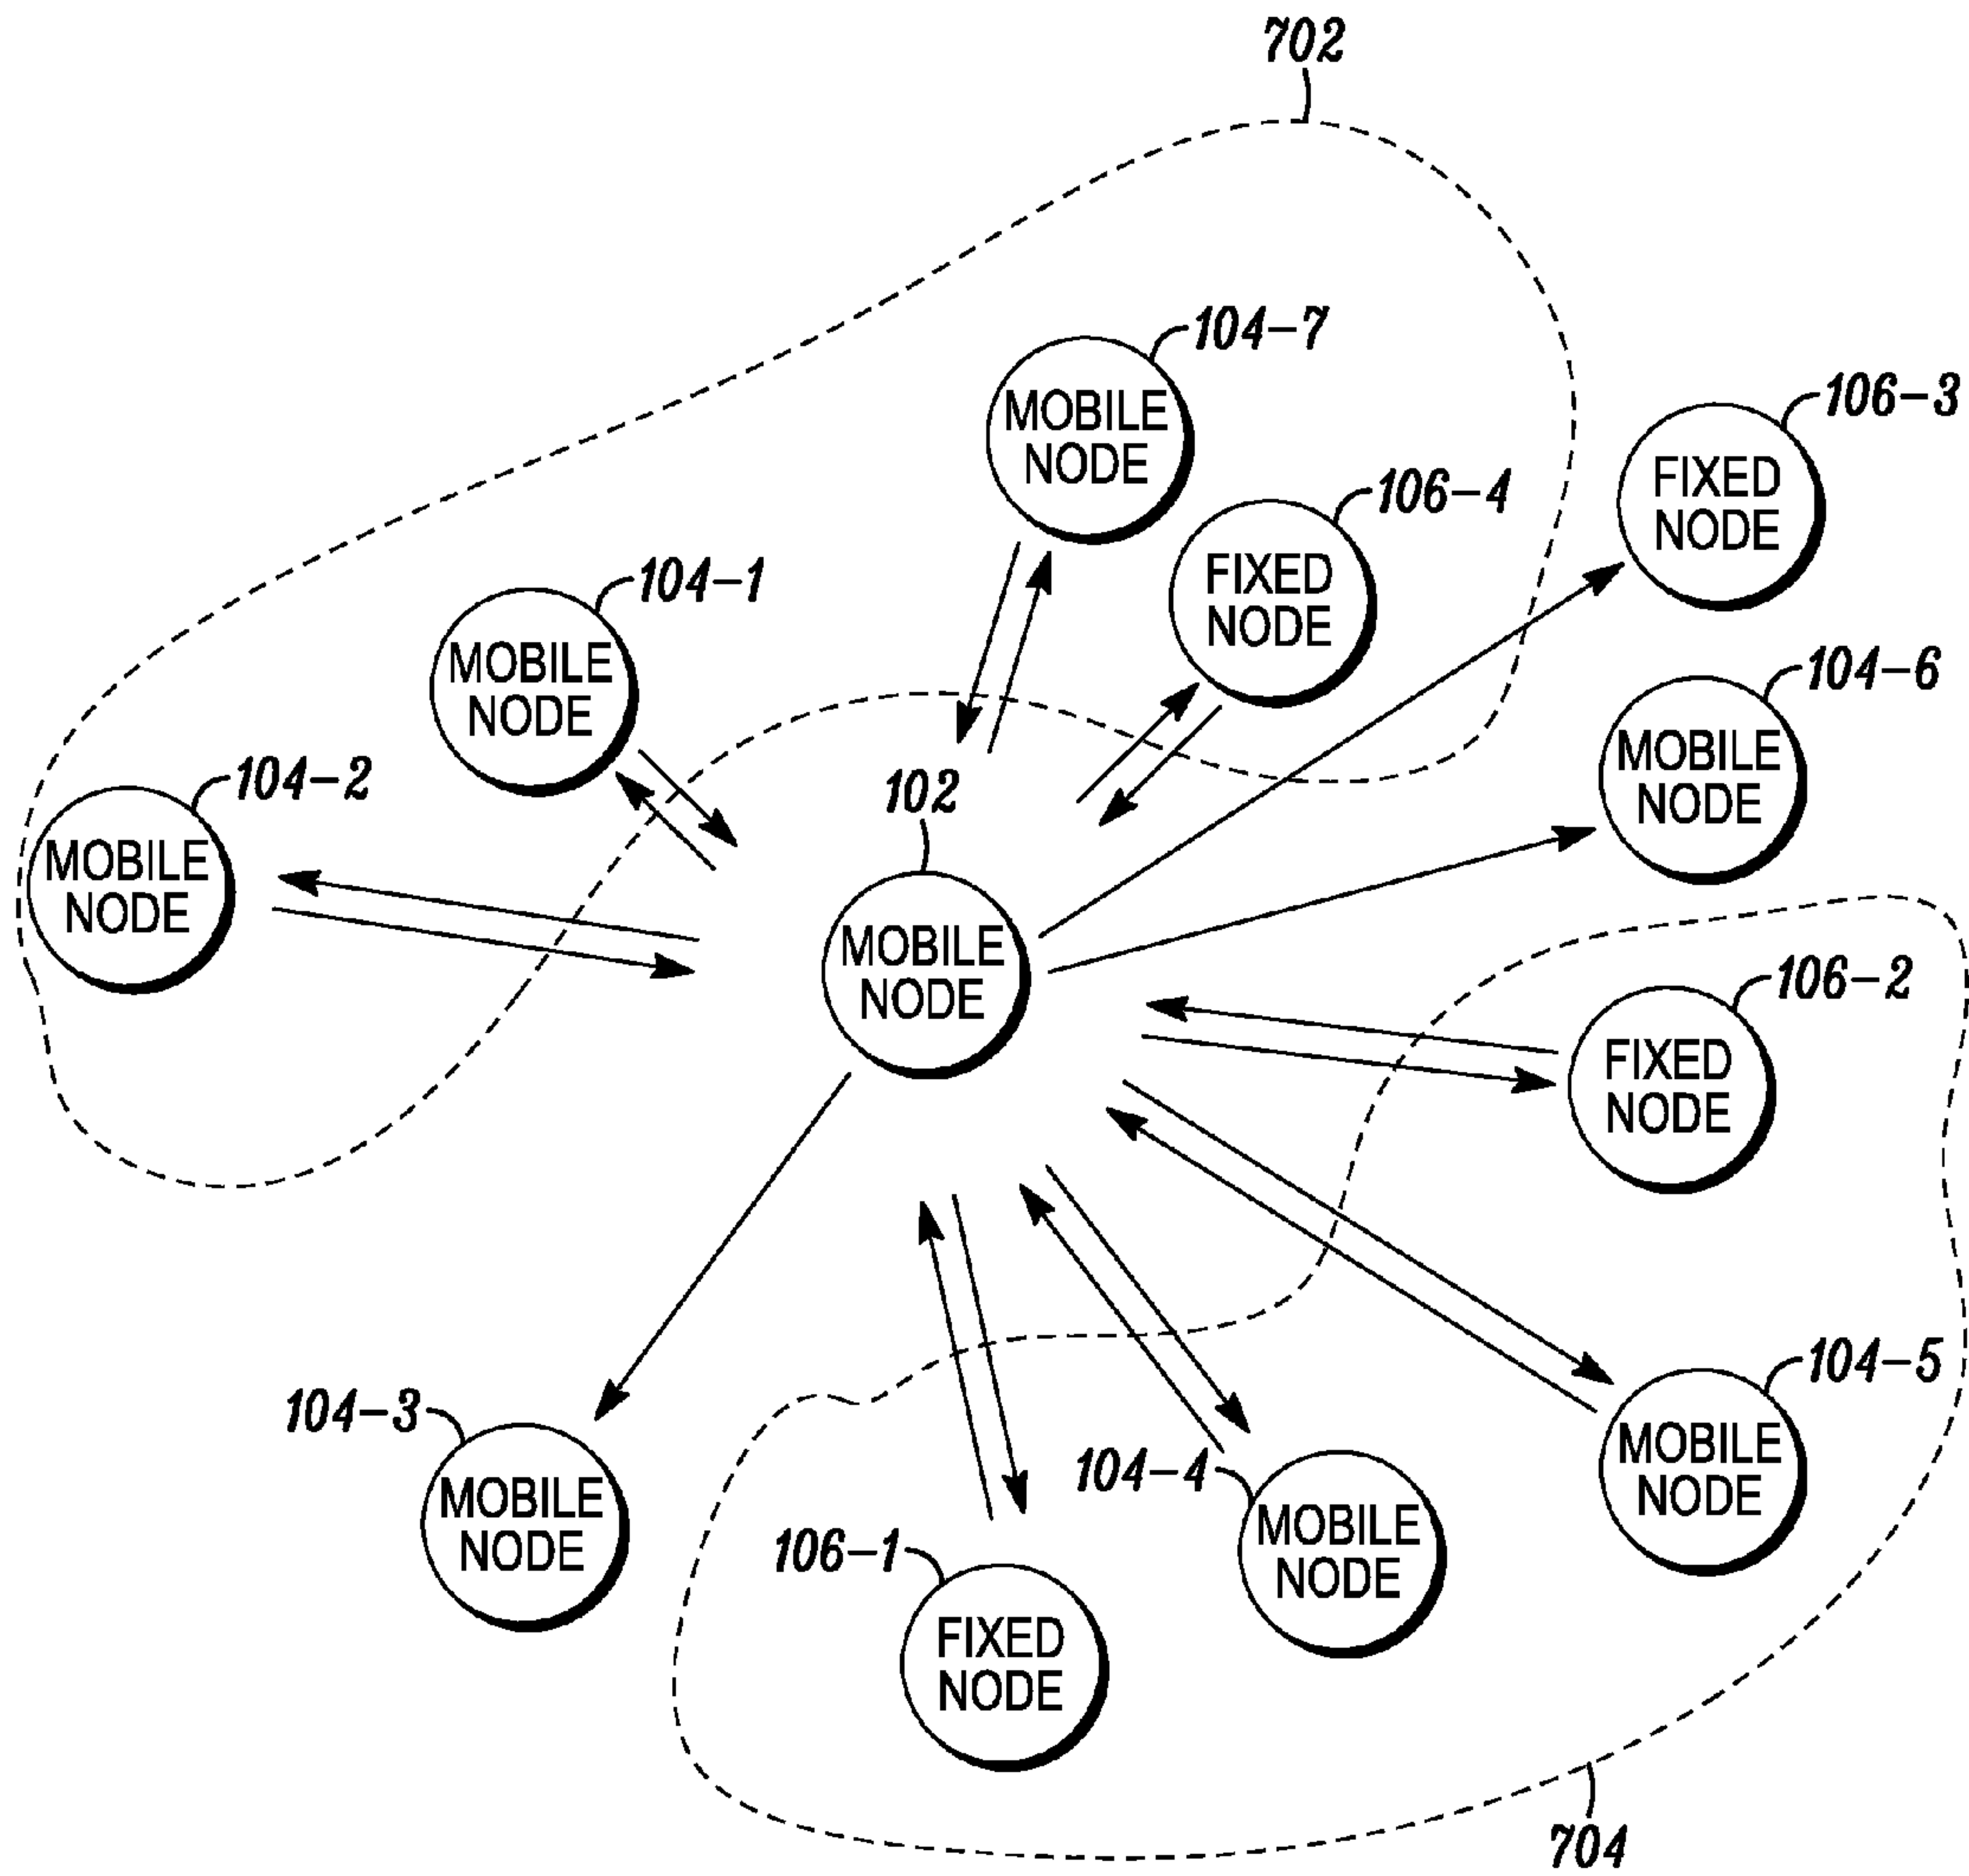 702
104-7
MOBILE
NODE
106-3
FIXED
NODE
106-4
FIXED
NODE
104-1
MOBILE
NODE
104-6
MOBILE
NODE
104-2
MOBILE
NODE
102
MOBILE
NODE
106-2
FIXED
NODE
104-5
MOBILE
NODE
104-3
MOBILE
NODE
104-4
MOBILE
NODE
106-1
FIXED
NODE
704